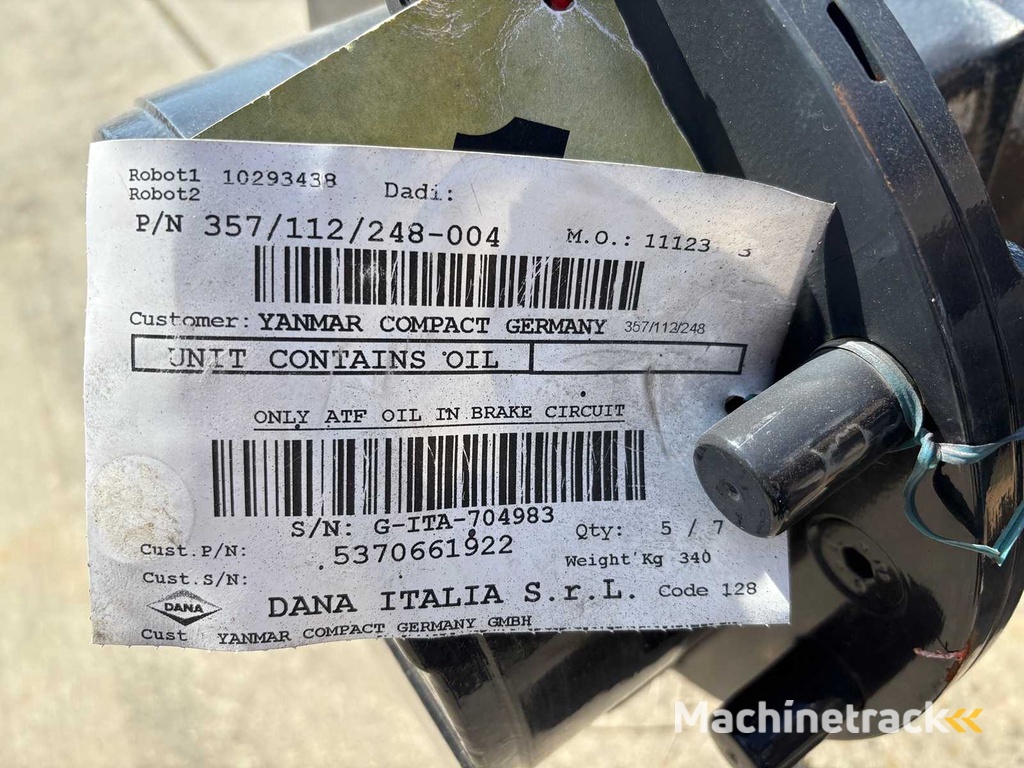 Robot1 10293438 Dadi:
Robot2
P/N 357/112/248-004 M.O.: 11123 3
Customer: YANMAR COMPACT GERMANY 357/112/248
UNIT CONTAINS OIL
ONLY ATF OIL IN BRAKE CIRCUIT
S/N: G-ITA-704983 Qty: 5 / 7
Cust.P/N: 5370661922 Weight Kg 340
Cust.S/N:
DANA DANA ITALIA S.r.L. Code 128
Cust YANMAR COMPACT GERMANY GMBH
Machinetrack